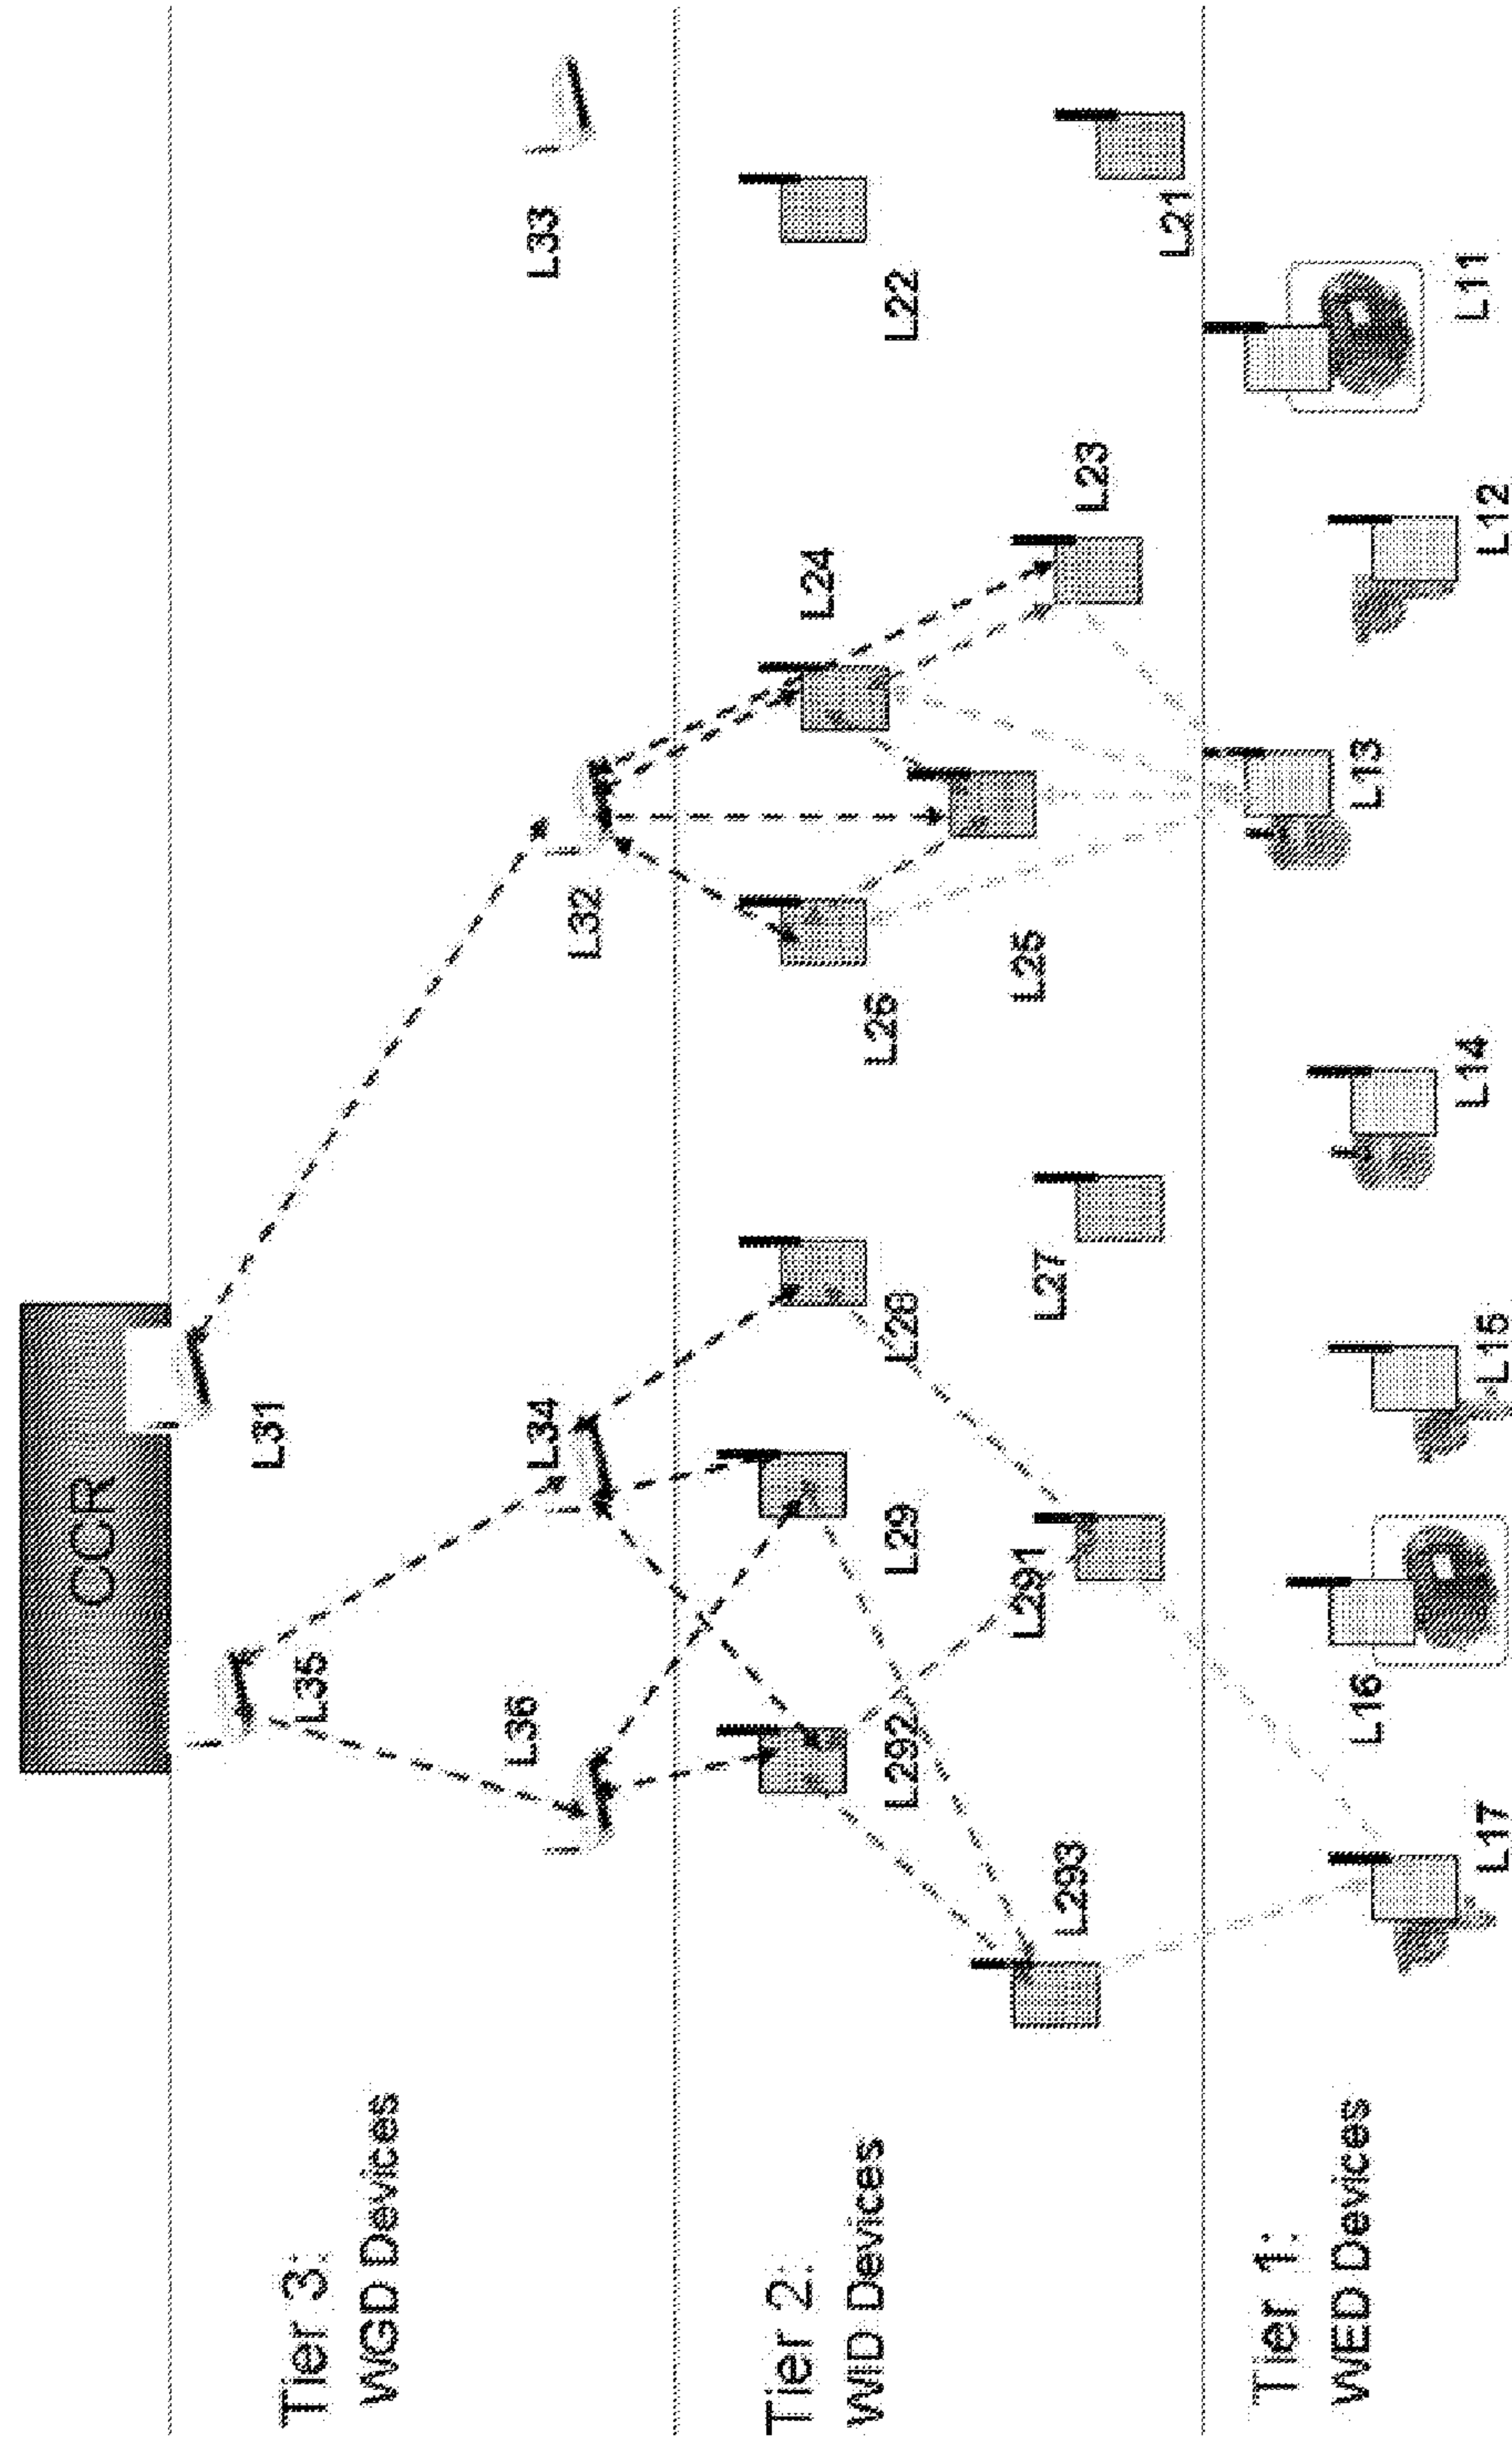 CCR
Tier 3:
WGD Devices
L31
L35
L34
L36
L32
L33
Tier 2:
WID Devices
L293
L292
L29
L291
L28
L27
L26
L25
L24
L23
L22
L21
Tier 1:
WED Devices
L17
L16
L15
L14
L13
L12
L11